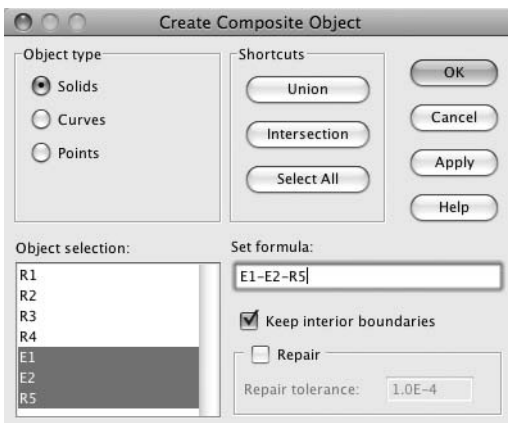 Create Composite Object
Object type
Solids
Curves
Points
Shortcuts
Union
Intersection
Select All
OK
Cancel
Apply
Help
Object selection:
R1
R2
R3
R4
E1
E2
R5
Set formula:
E1-E2-R5
Keep interior boundaries
Repair
Repair tolerance: 1.0E-4